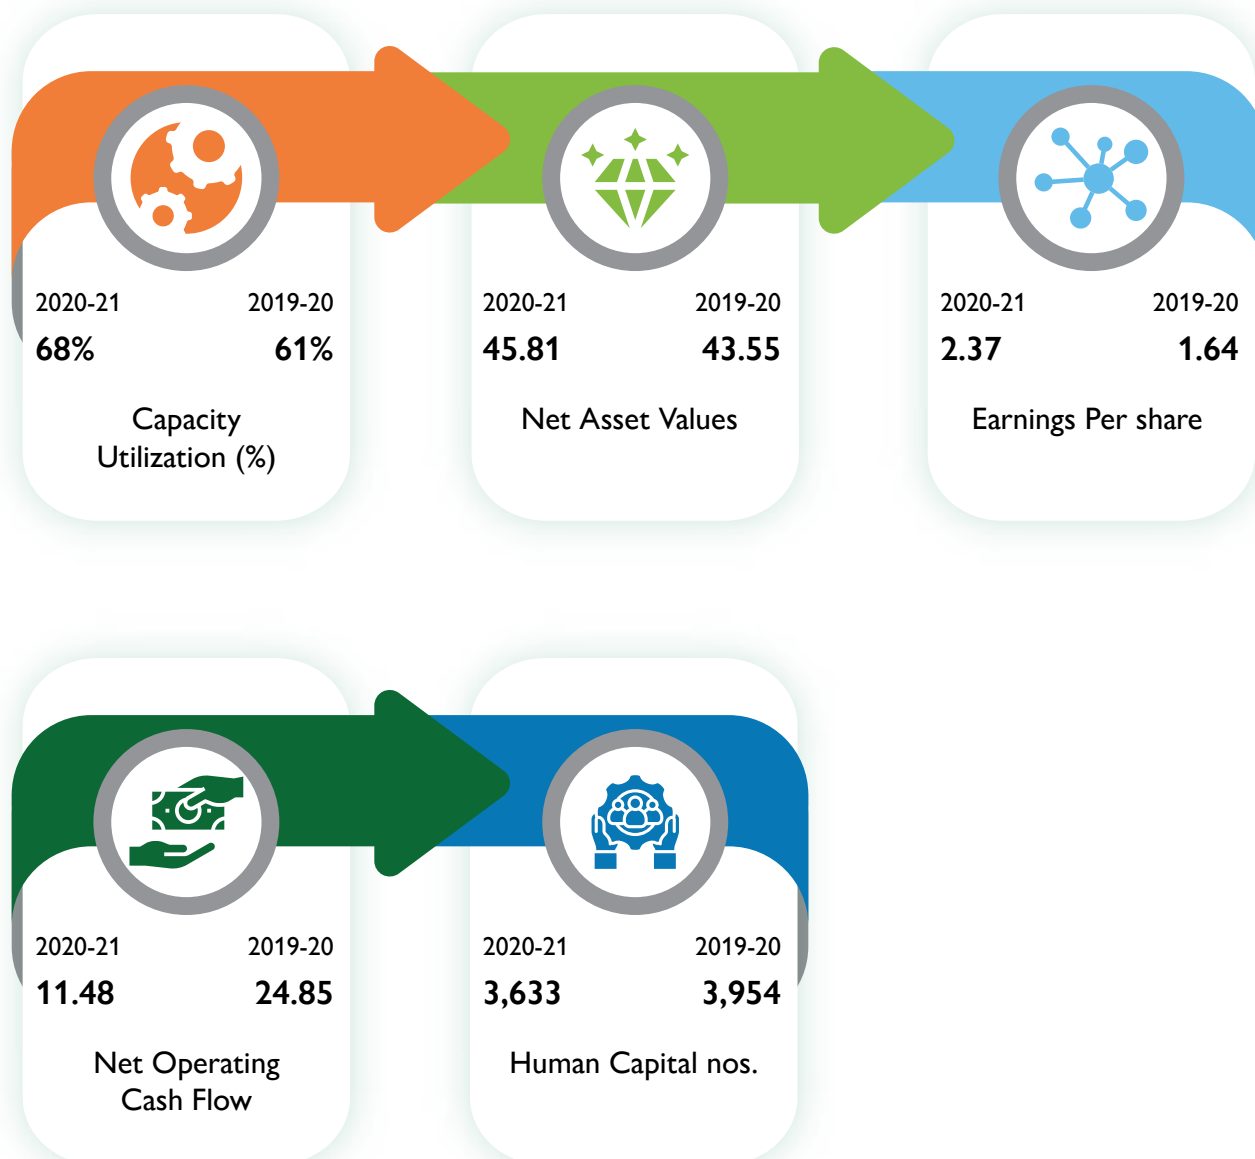 2020-21 2019-20
68% 61%
Capacity
Utilization (%)
2020-21 2019-20
45.81 43.55
Net Asset Values
2020-21 2019-20
2.37 1.64
Earnings Per share
2020-21 2019-20
11.48 24.85
Net Operating
Cash Flow
2020-21 2019-20
3,633 3,954
Human Capital nos.